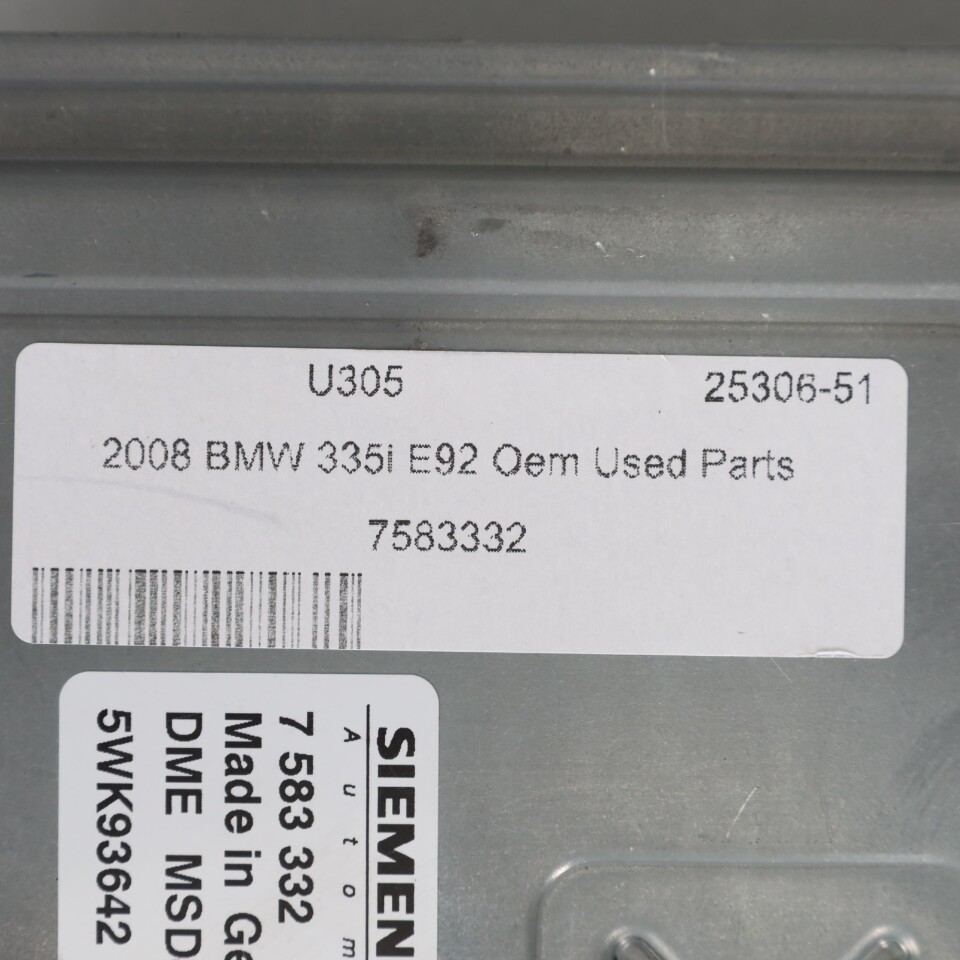 U305 25306-51
2008 BMW 335i E92 Oem Used Parts
7583332
SIEMEN
Autom
7 583 332
Made in Ge
DME MSD
5WK93642